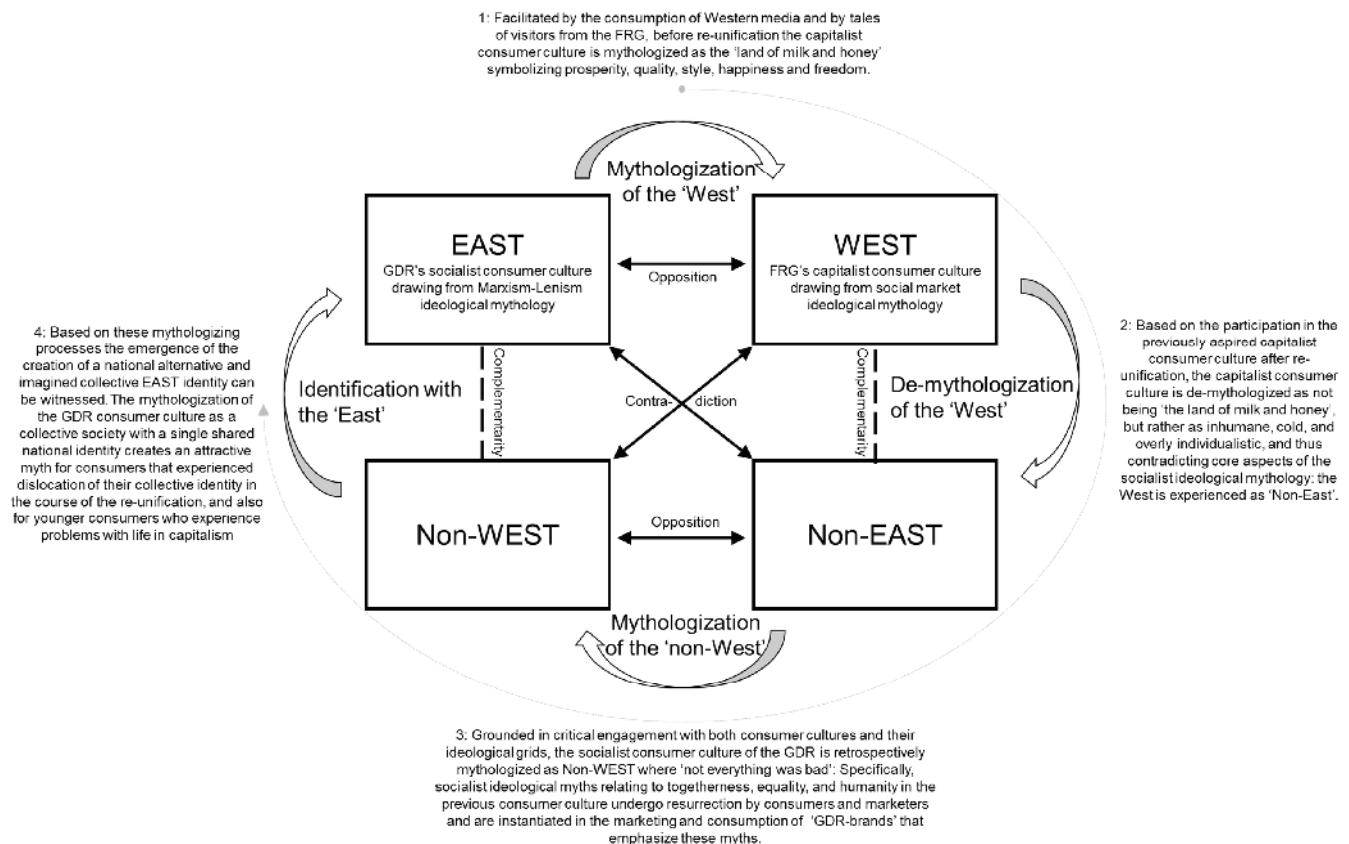 1: Facilitated by the consumption of Western media and by tales
of visitors from the FRG, before re-unification the capitalist
consumer culture is mythologized as the ‘land of milk and honey’
symbolizing prosperity, quality, style, happiness and freedom.
Mythologization
of the ‘West’
EAST
GDR's socialist consumer culture
drawing from Marxism-Lenism
ideological mythology
Opposition
WEST
FRG's capitalist consumer culture
drawing from social market
ideological mythology
4: Based on these mythologizing
processes the emergence of the
creation of a national alternative and
imagined collective EAST identity can
be witnessed. The mythologization of
the GDR consumer culture as a
collective society with a single shared
national identity creates an attractive
myth for consumers that experienced
dislocation of their collective identity in
the course of the re-unification, and also
for younger consumers who experience
problems with life in capitalism
Identification with
the ‘East’
Complementarity
Contra- diction
Complementarity
De-mythologization
of the ‘West’
2: Based on the participation in the
previously aspired capitalist
consumer culture after re-
unification, the capitalist consumer
culture is de-mythologized as not
being ‘the land of milk and honey’,
but rather as inhumane, cold, and
overly individualistic, and thus
contradicting core aspects of the
socialist ideological mythology: the
West is experienced as ‘Non-East’.
Non-WEST
Opposition
Non-EAST
Mythologization
of the ‘non-West’
3: Grounded in critical engagement with both consumer cultures and their
ideological grids, the socialist consumer culture of the GDR is retrospectively
mythologized as Non-WEST where ‘not everything was bad’: Specifically,
socialist ideological myths relating to togetherness, equality, and humanity in the
previous consumer culture undergo resurrection by consumers and marketers
and are instantiated in the marketing and consumption of ‘GDR-brands’ that
emphasize these myths.